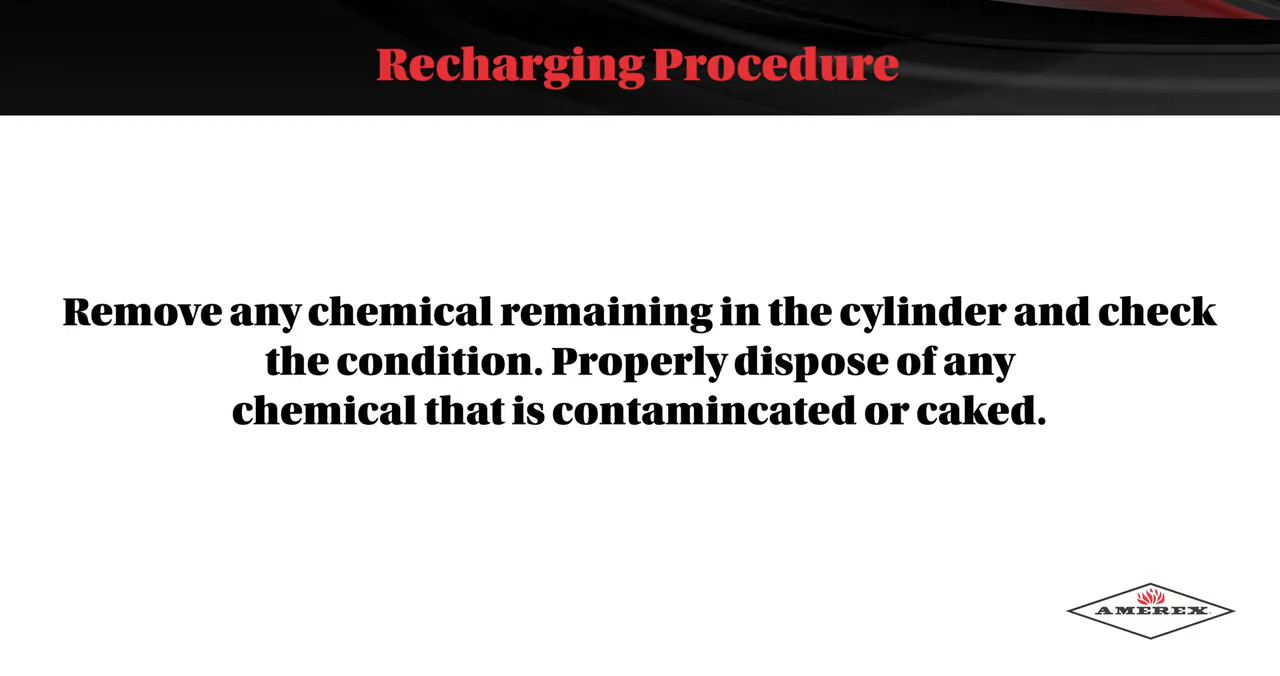 Recharging Procedure
Remove any chemical remaining in the cylinder and check
the condition. Properly dispose of any
chemical that is contamincated or caked.
AMEREX